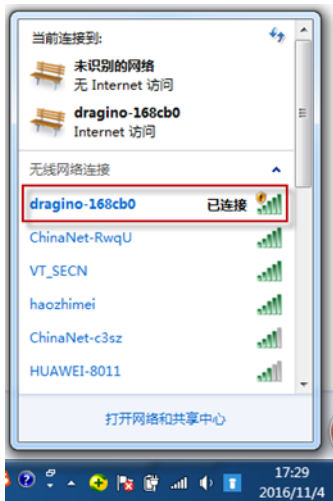 当前连接到:
未识别的网络
无 Internet 访问
dragino-168cb0
Internet 访问
无线网络连接
dragino-168cb0 已连接
ChinaNet-RwqU
VT_SECN
haozhimei
ChinaNet-c3sz
HUAWEI-8011
打开网络和共享中心
17:29
2016/11/4